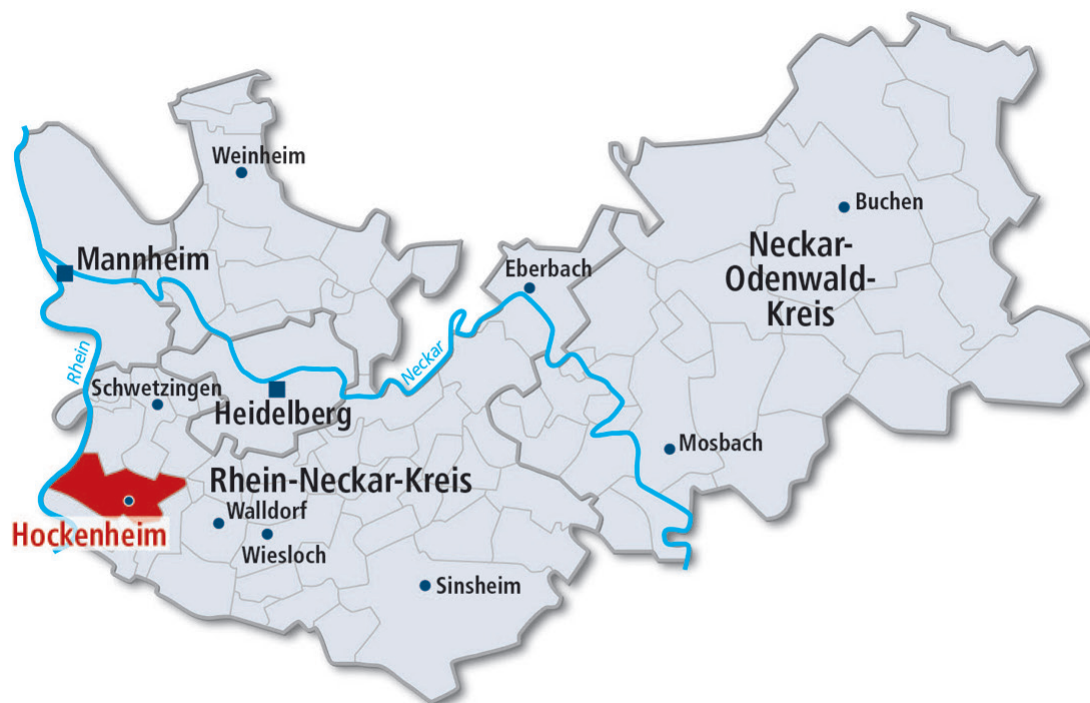 Weinheim
Buchen
Mannheim
Neckar-
Odenwald-
Kreis
Eberbach
Rhein
Neckar
Schwetzingen
Heidelberg
Mosbach
Rhein-Neckar-Kreis
Walldorf
Hockenheim
Wiesloch
Sinsheim